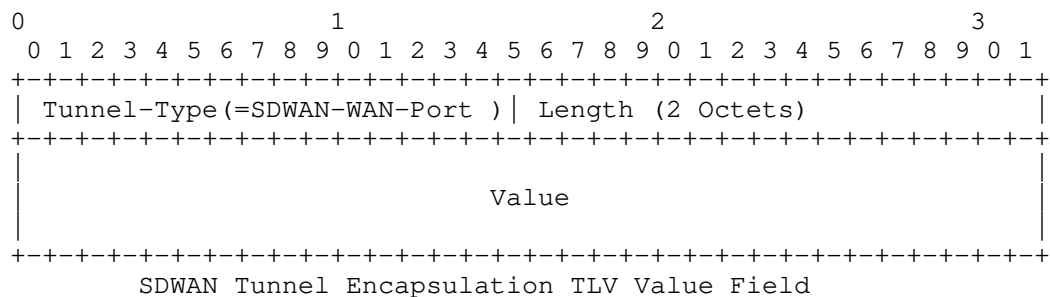 0                   1                   2                   3
 0 1 2 3 4 5 6 7 8 9 0 1 2 3 4 5 6 7 8 9 0 1 2 3 4 5 6 7 8 9 0 1
+-+-+-+-+-+-+-+-+-+-+-+-+-+-+-+-+-+-+-+-+-+-+-+-+-+-+-+-+-+-+-+-+
| Tunnel-Type(=SDWAN-WAN-Port ) | Length (2 Octets)             |
+-+-+-+-+-+-+-+-+-+-+-+-+-+-+-+-+-+-+-+-+-+-+-+-+-+-+-+-+-+-+-+-+
|                                                               |
|                             Value                             |
|                                                               |
+-+-+-+-+-+-+-+-+-+-+-+-+-+-+-+-+-+-+-+-+-+-+-+-+-+-+-+-+-+-+-+-+
        SDWAN Tunnel Encapsulation TLV Value Field